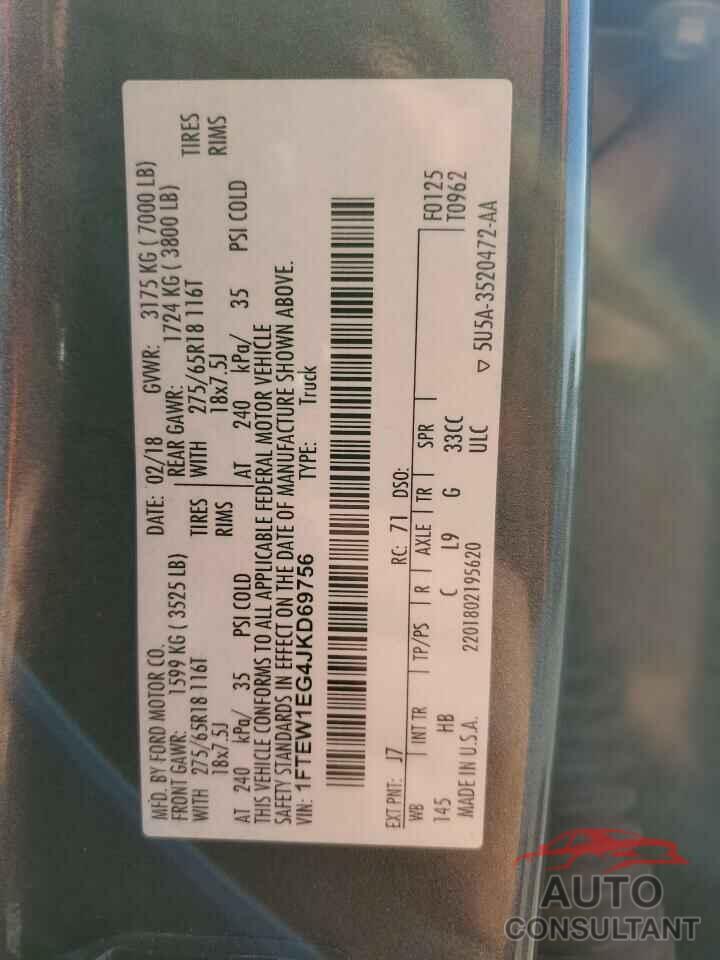 MFD. BY FORD MOTOR CO.
DATE: 02/18 GVWR: 3175 KG ( 7000 LB)
FRONT GAWR: 1599 KG ( 3525 LB)
REAR GAWR: 1724 KG ( 3800 LB)
WITH 275/65R18 116T TIRES
WITH 275/65R18 116T TIRES
18x7.5J RIMS
18x7.5J RIMS
AT 240 kPa/ 35 PSI COLD
AT 240 kPa/ 35 PSI COLD
THIS VEHICLE CONFORMS TO ALL APPLICABLE FEDERAL MOTOR VEHICLE
SAFETY STANDARDS IN EFFECT ON THE DATE OF MANUFACTURE SHOWN ABOVE.
VIN: 1FTEW1EG4JKD69756 TYPE: Truck
EXT PNT: J7 RC: 71 DSO:
WB INT TR TP/PS R AXLE TR SPR F0125
T0962
145 HB C L9 G 33CC
ULC
MADE IN U.S.A. 2201802195620
▽ 5U5A-3520472-AA
AUTO
CONSULTANT